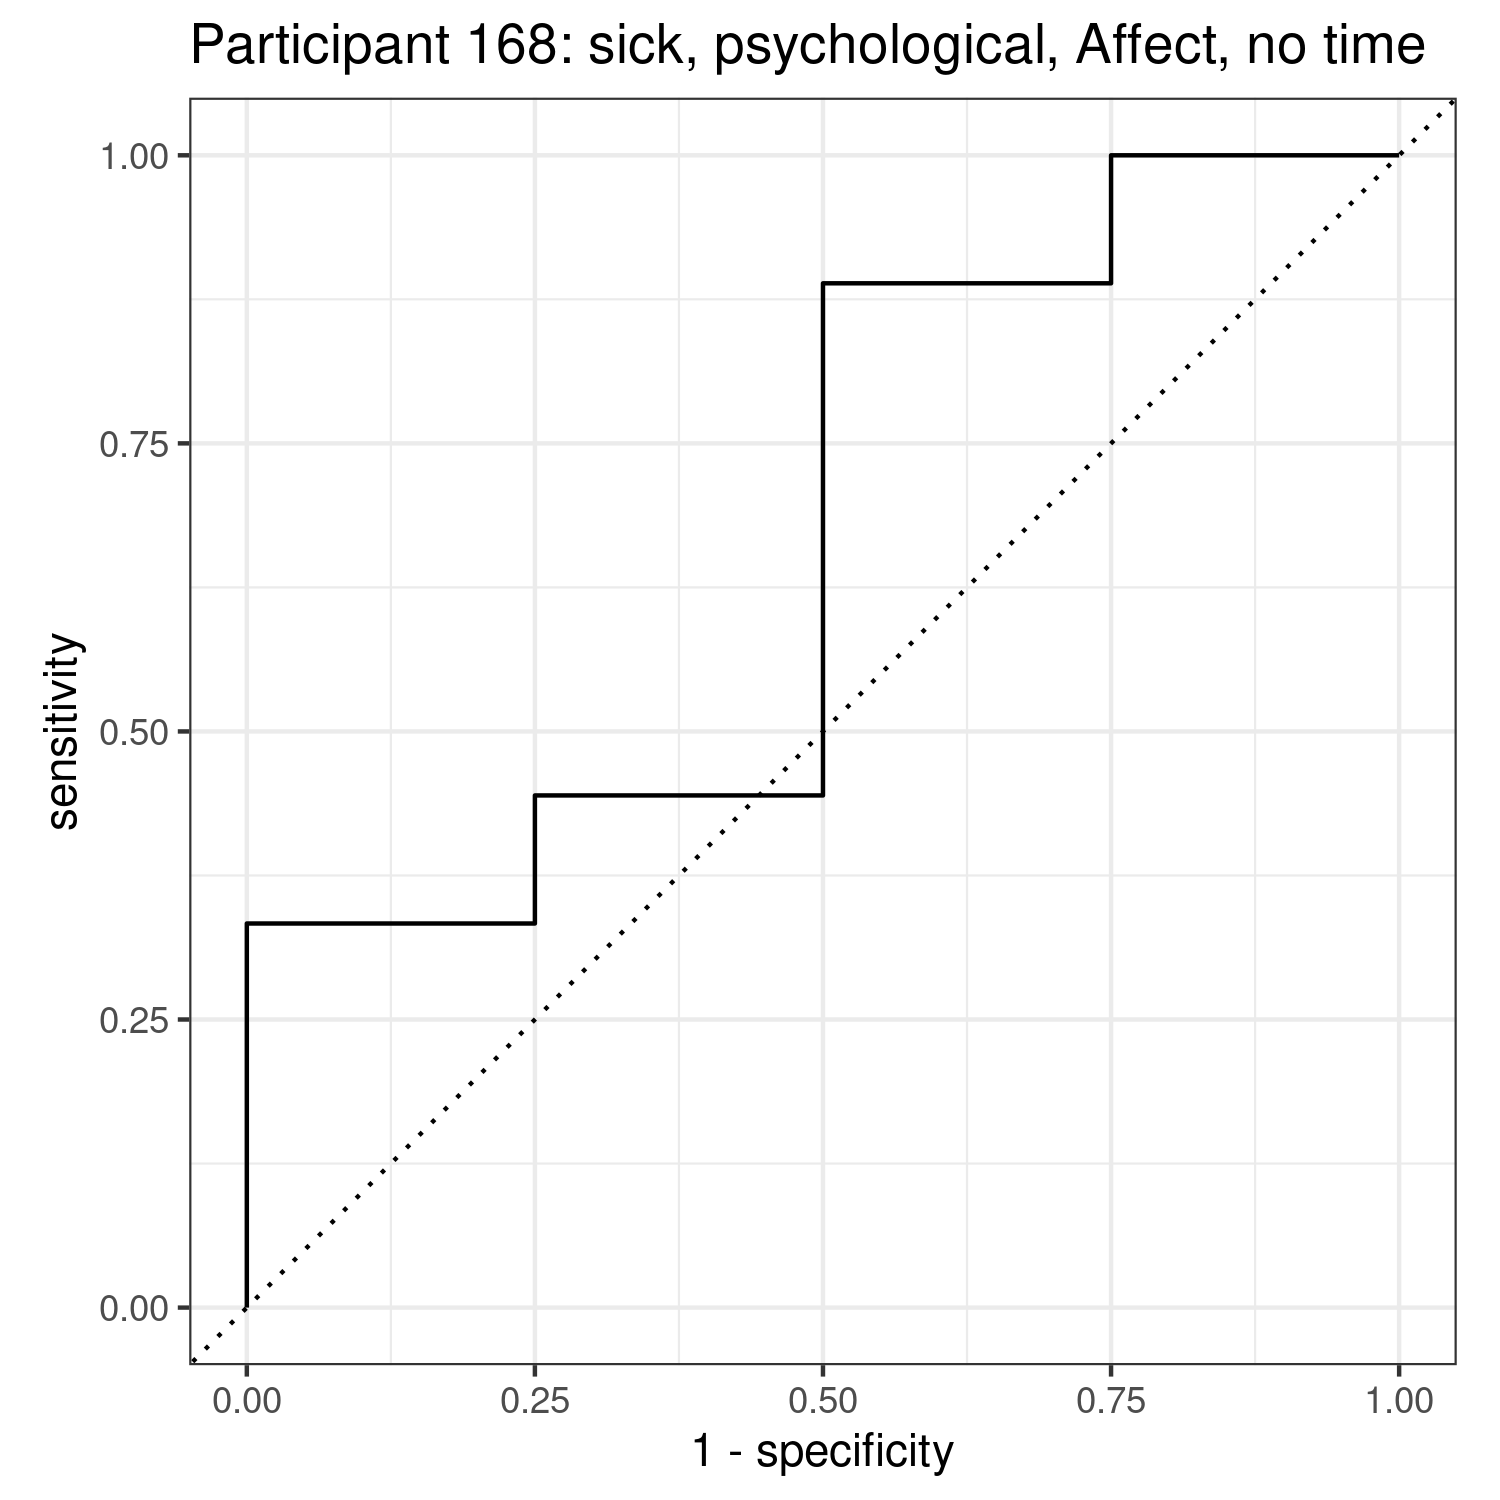 Participant 168: sick, psychological, Affect, no time
1.00
0.75
0.50
0.25
0.00
sensitivity
0.00 0.25 0.50 0.75 1.00
1 - specificity